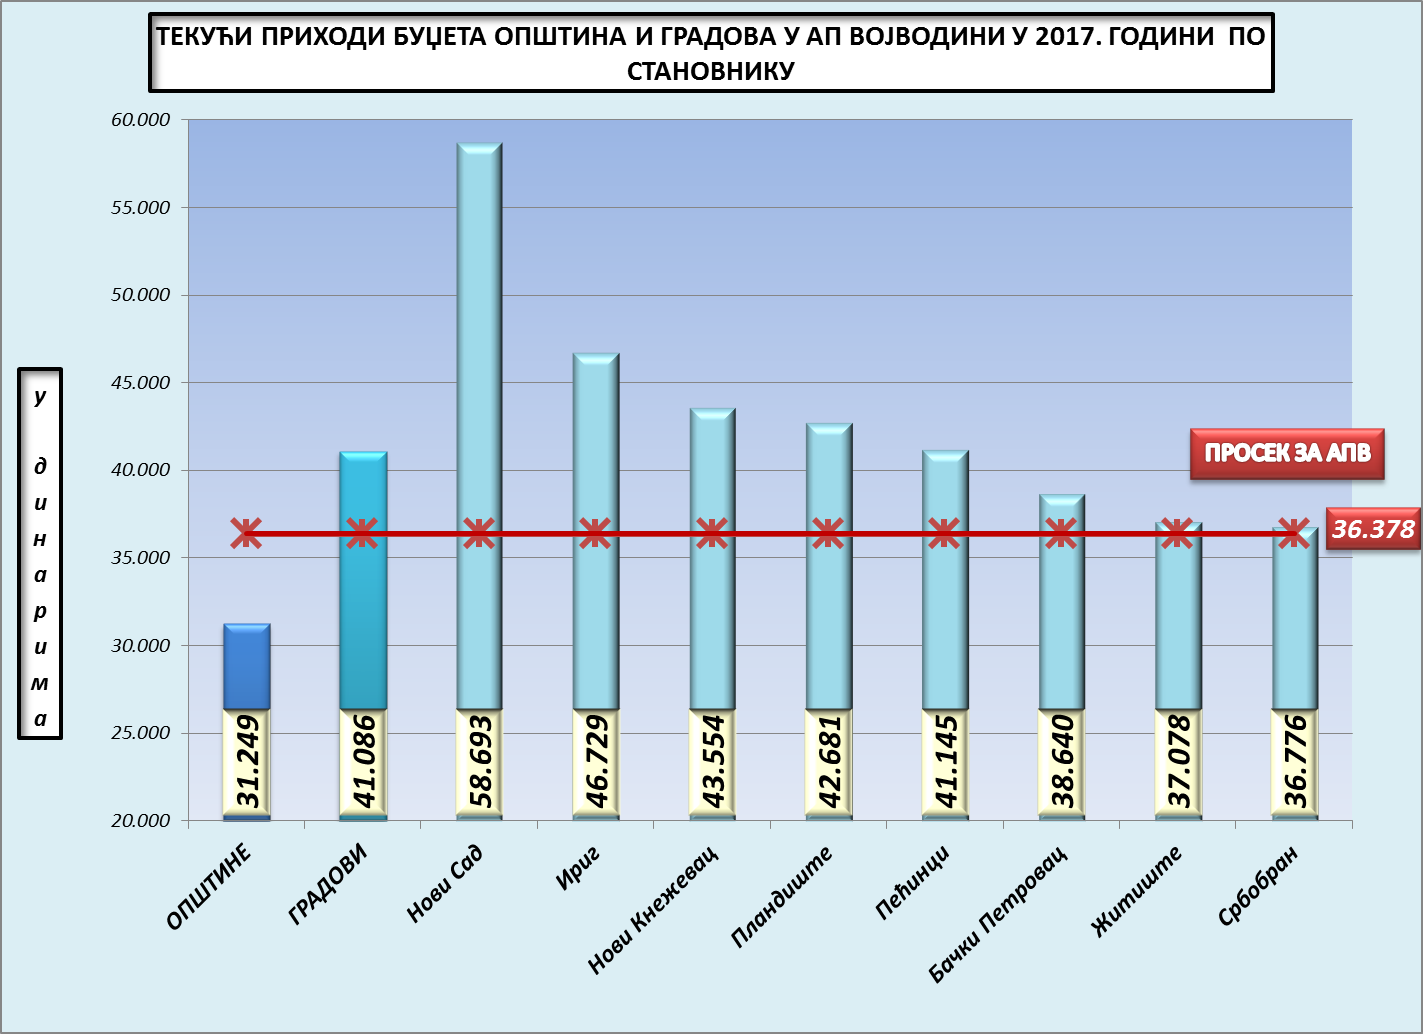 ТЕКУЋИ ПРИХОДИ БУЏЕТА ОПШТИНА И ГРАДОВА У АП ВОЈВОДИНИ У 2017. ГОДИНИ ПО
СТАНОВНИКУ
у динарима
60.000
55.000
50.000
45.000
40.000
35.000
30.000
25.000
20.000
ПРОСЕК ЗА АПВ
36.378
31.249
41.086
58.693
46.729
43.554
42.681
41.145
38.640
37.078
36.776
ОПШТИНЕ
ГРАДОВИ
Нови Сад
Ириг
Нови Кнежевац
Пландиште
Пећинци
Бачки Петровац
Житиште
Србобран